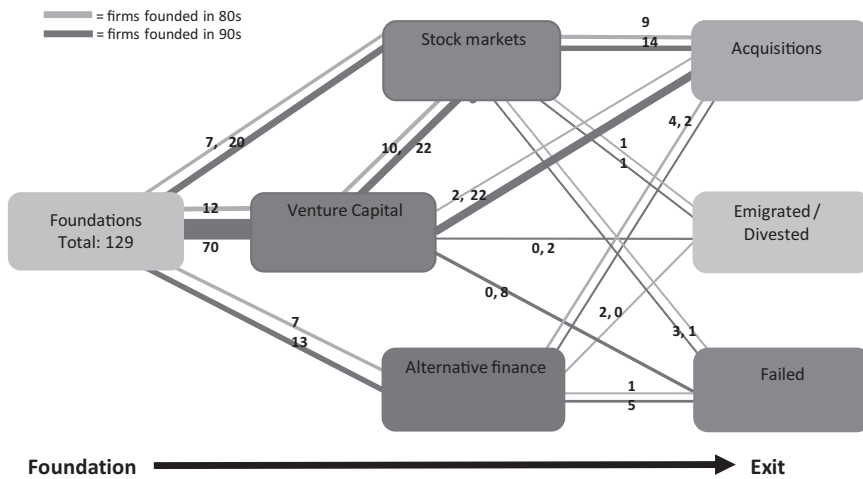 = firms founded in 80s
= firms founded in 90s
Stock markets
9
14
Acquisitions
7, 20
10, 22
4, 2
1
1
Foundations
Total: 129
12
70
Venture Capital
2, 22
0, 2
Emigrated /
Divested
0, 8
2, 0
7
13
3, 1
Alternative finance
1
5
Failed
Foundation
Exit